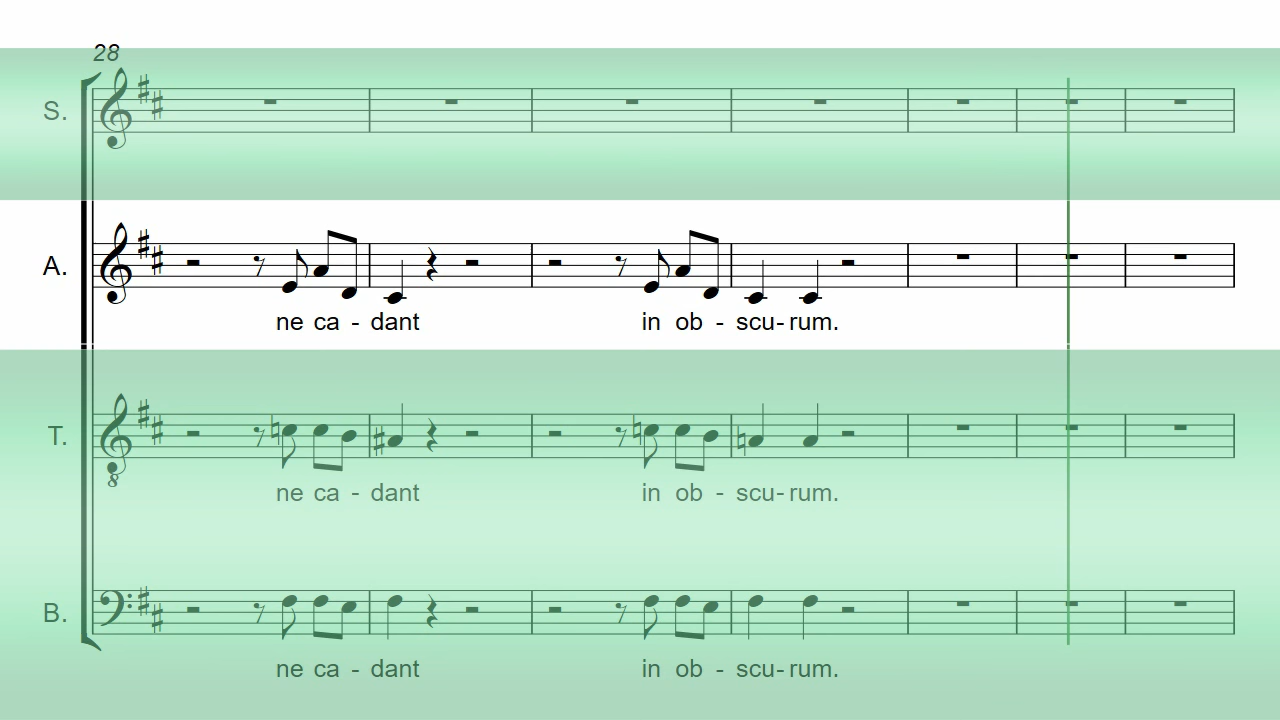 28
S.
A.
ne ca - dant in ob - scu- rum.
T.
8
ne ca - dant in ob - scu- rum.
B.
ne ca - dant in ob - scu- rum.